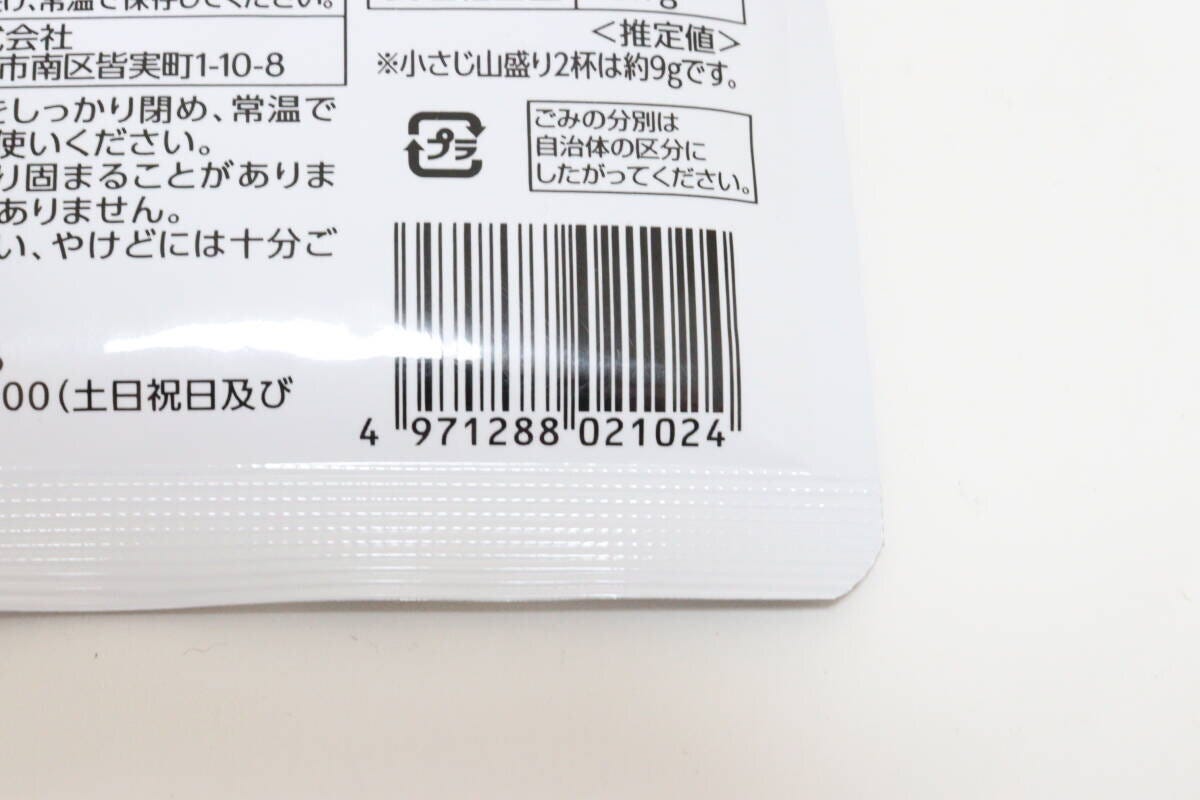 け、常温で保存してください。
式会社
市南区皆実町1-10-8
をしっかり閉め、常温で
使いください。
り固まることがありま
ありません。
い、やけどには十分ご
00(土日祝日及び
g
<推定値>
※小さじ山盛り2杯は約9gです。
プラ
ごみの分別は
自治体の区分に
したがってください。
4 971288 021024